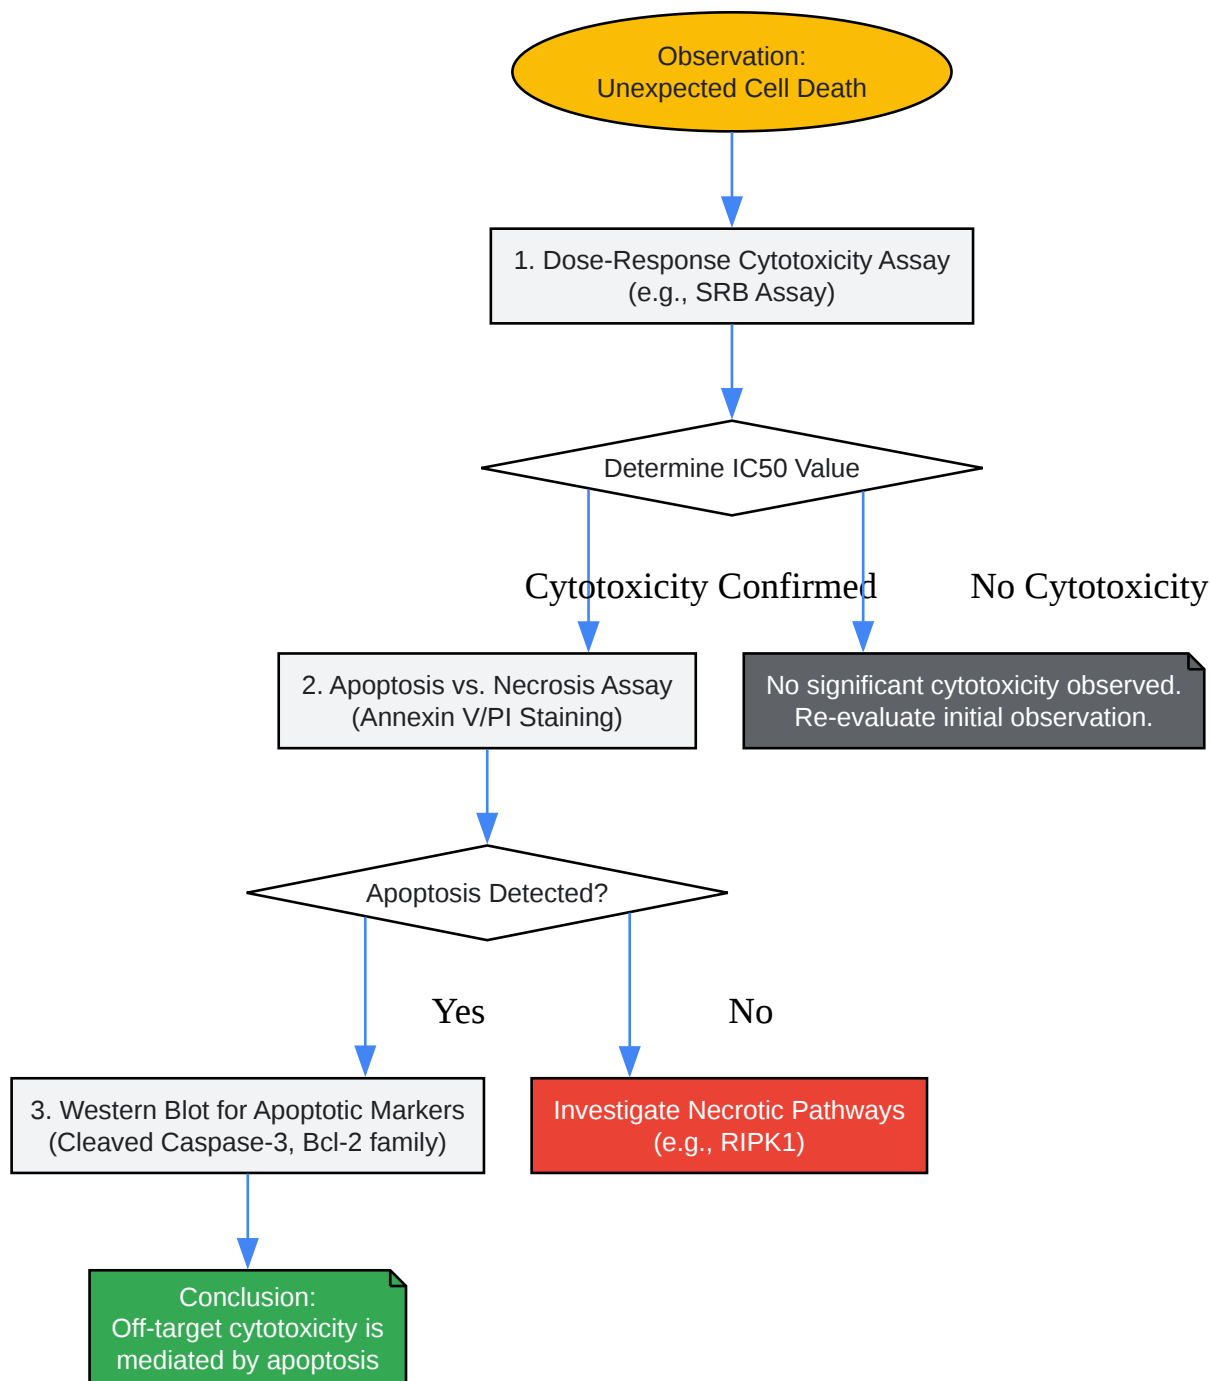 Observation:
Unexpected Cell Death
1. Dose-Response Cytotoxicity Assay
(e.g., SRB Assay)
Determine IC50 Value
Cytotoxicity Confirmed
No Cytotoxicity
2. Apoptosis vs. Necrosis Assay
(Annexin V/PI Staining)
No significant cytotoxicity observed.
Re-evaluate initial observation.
Apoptosis Detected?
Yes
No
3. Western Blot for Apoptotic Markers
(Cleaved Caspase-3, Bcl-2 family)
Investigate Necrotic Pathways
(e.g., RIPK1)
Conclusion:
Off-target cytotoxicity is
mediated by apoptosis